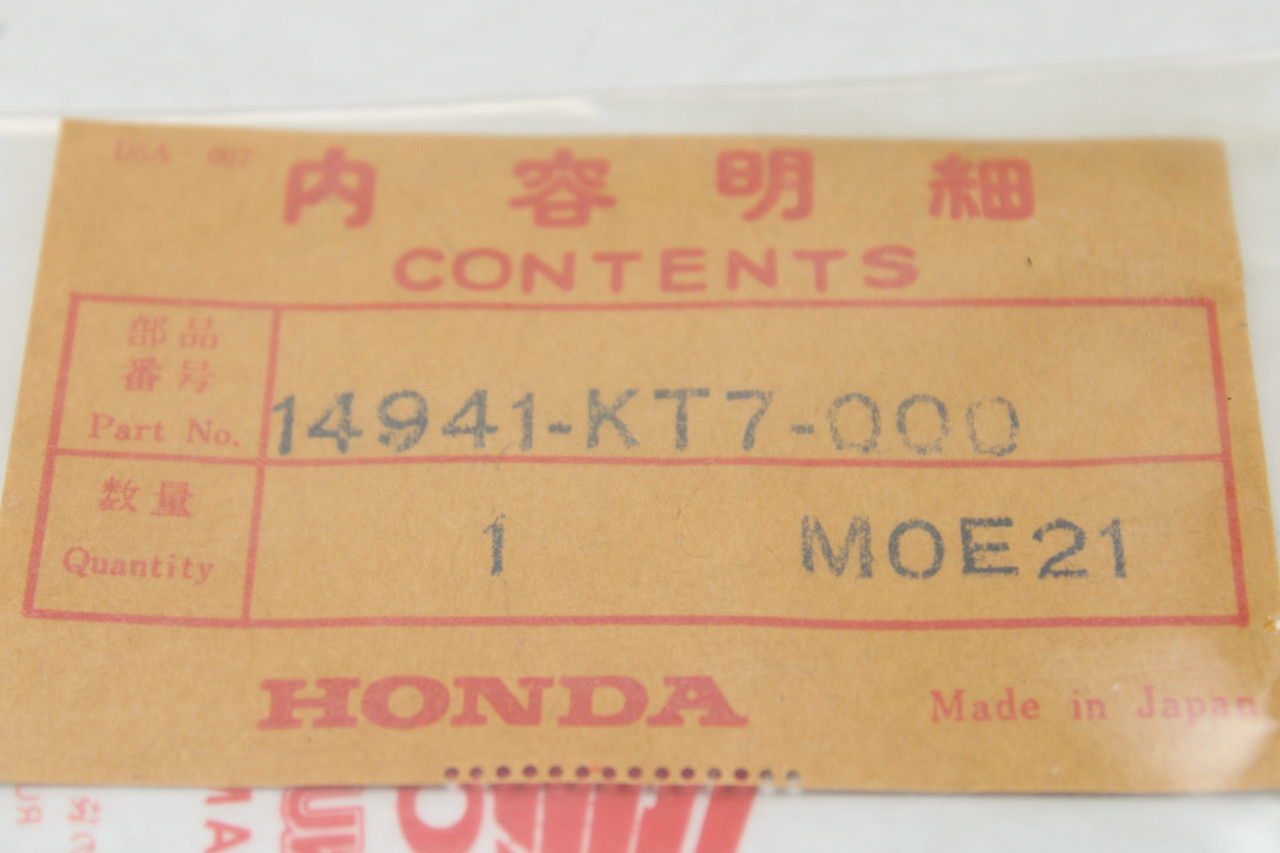 内容明細
CONTENTS
部品
番号
Part No.
14941-KT7-000
数量
Quantity
1 MOE21
HONDA
Made in Japan